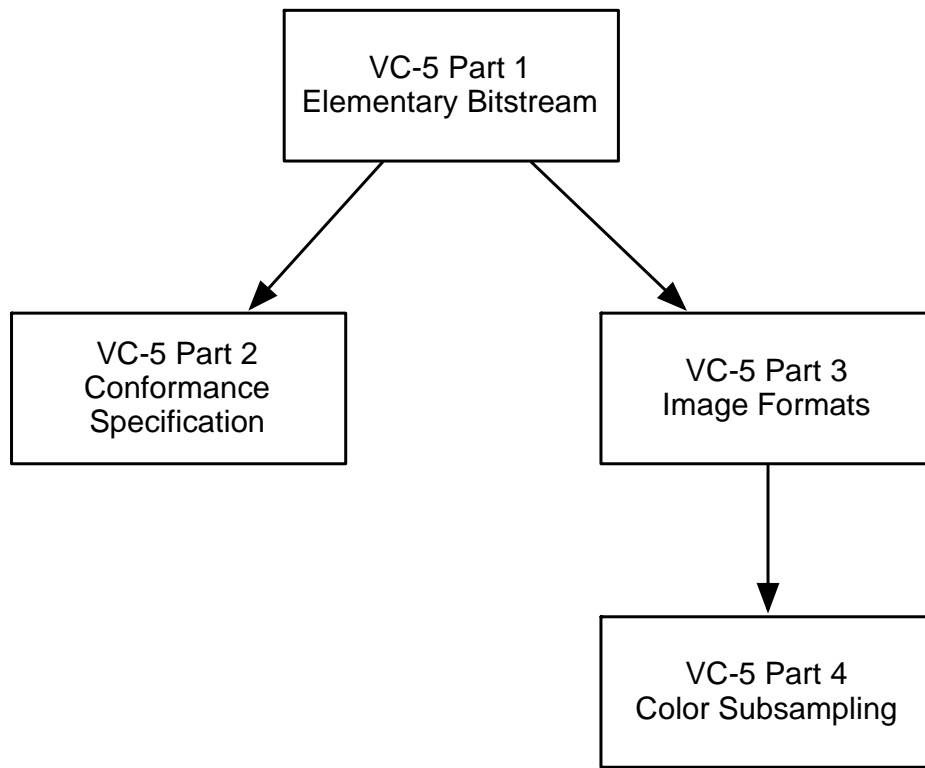 VC-5 Part 1
Elementary Bitstream
VC-5 Part 2
Conformance
Specification
VC-5 Part 3
Image Formats
VC-5 Part 4
Color Subsampling